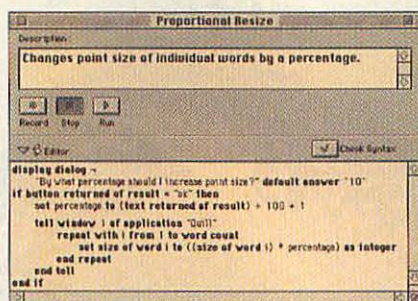 Proportional Resize
Description:
Changes point size of individual words by a percentage.
Record Stop Run
Editor Check Syntax
display dialog ¬
"By what percentage should I increase point size?" default answer "10"
if button returned of result = "ok" then
set percentage to (text returned of result) ÷ 100 + 1
tell window 1 of application "Quill"
repeat with i from 1 to word count
set size of word i to ((size of word i) * percentage) as integer
end repeat
end tell
end if